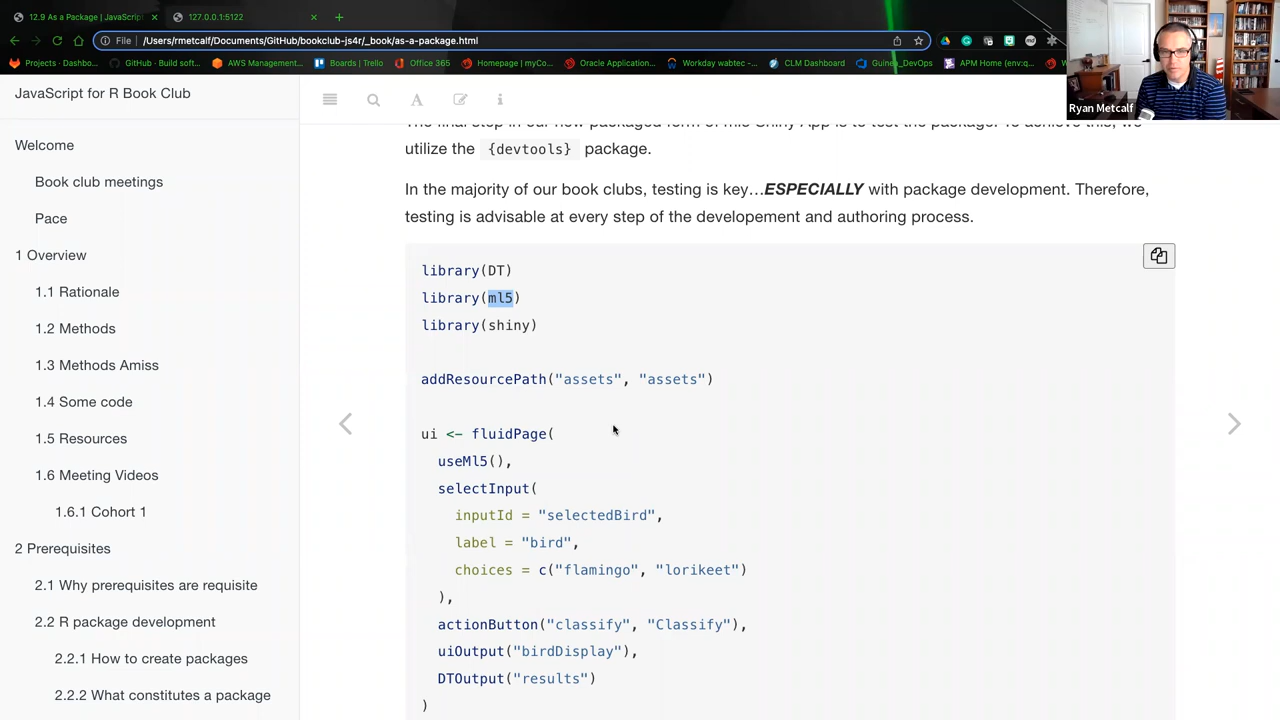 12.9 As a Package | JavaScript
127.0.0.1:5122
File
/Users/rmetcalf/Documents/GitHub/bookclub-js4r/_book/as-a-package.html
Projects · Dashbo...
GitHub · Build soft...
AWS Management...
Boards | Trello
Office 365
Homepage | myCo...
Oracle Application...
Workday wabtec -...
CLM Dashboard
Guinea_DevOps
APM Home (env:q...
Ryan Metcalf
JavaScript for R Book Club
Welcome
Book club meetings
Pace
1 Overview
1.1 Rationale
1.2 Methods
1.3 Methods Amiss
1.4 Some code
1.5 Resources
1.6 Meeting Videos
1.6.1 Cohort 1
2 Prerequisites
2.1 Why prerequisites are requisite
2.2 R package development
2.2.1 How to create packages
2.2.2 What constitutes a package
utilize the {devtools} package.
In the majority of our book clubs, testing is key…ESPECIALLY with package development. Therefore,
testing is advisable at every step of the developement and authoring process.
library(DT)
library(ml5)
library(shiny)
addResourcePath("assets", "assets")
ui <- fluidPage(
useMl5(),
selectInput(
inputId = "selectedBird",
label = "bird",
choices = c("flamingo", "lorikeet")
),
actionButton("classify", "Classify"),
uiOutput("birdDisplay"),
DTOutput("results")
)